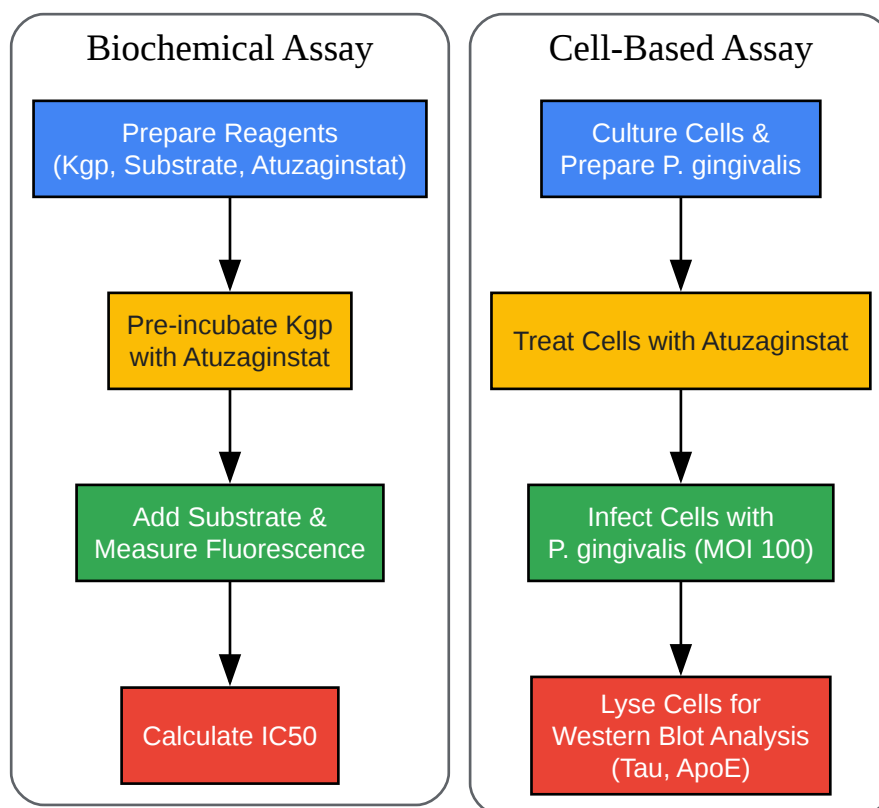 Biochemical Assay
Prepare Reagents
(Kgp, Substrate, Atuzaginstat)
Pre-incubate Kgp
with Atuzaginstat
Add Substrate &
Measure Fluorescence
Calculate IC50
Cell-Based Assay
Culture Cells &
Prepare P. gingivalis
Treat Cells with Atuzaginstat
Infect Cells with
P. gingivalis (MOI 100)
Lyse Cells for
Western Blot Analysis
(Tau, ApoE)